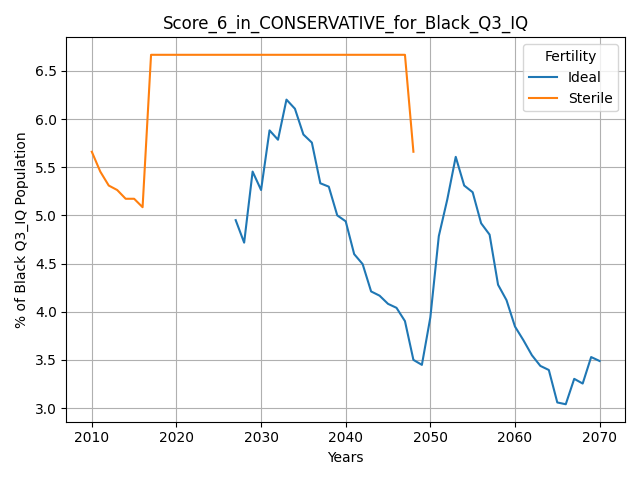 Score_6_in_CONSERVATIVE_for_Black_Q3_IQ
Fertility
Ideal
Sterile
% of Black Q3_IQ Population
6.5
6.0
5.5
5.0
4.5
4.0
3.5
3.0
2010 2020 2030 2040 2050 2060 2070
Years